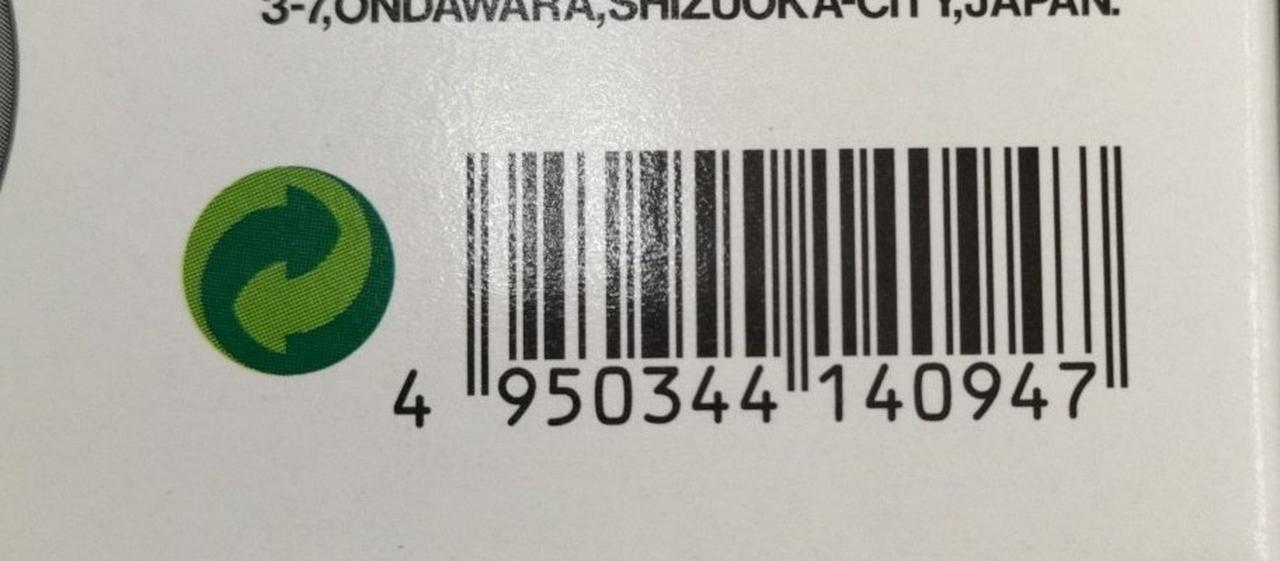 3-7,ONDAWARA,SHIZUOKA-CITY,JAPAN.
4 950344 140947